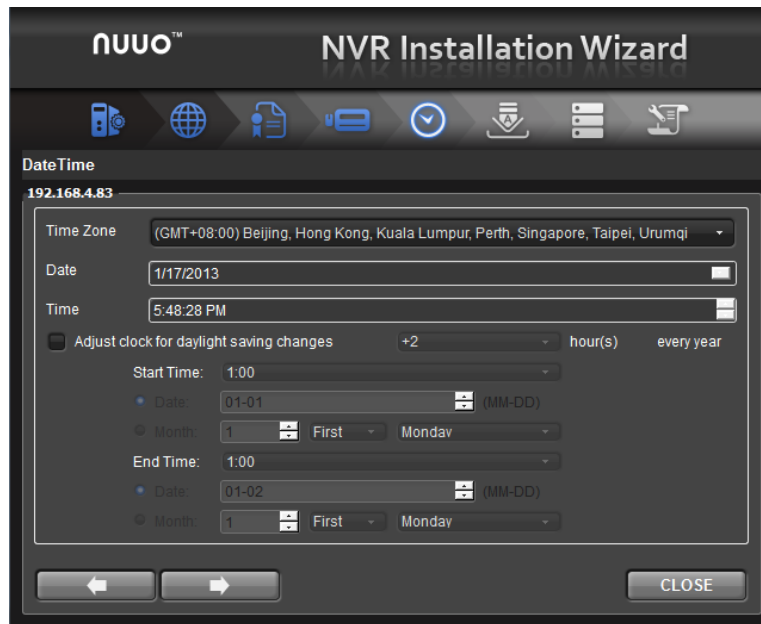 nuuo™
NVR Installation Wizard
DateTime
192.168.4.83
Time Zone (GMT+08:00) Beijing, Hong Kong, Kuala Lumpur, Perth, Singapore, Taipei, Urumqi
Date 1/17/2013
Time 5:48:28 PM
Adjust clock for daylight saving changes +2 hour(s) every year
Start Time: 1:00
Date: 01-01 (MM-DD)
Month: 1 First Monday
End Time: 1:00
Date: 01-02 (MM-DD)
Month: 1 First Monday
CLOSE